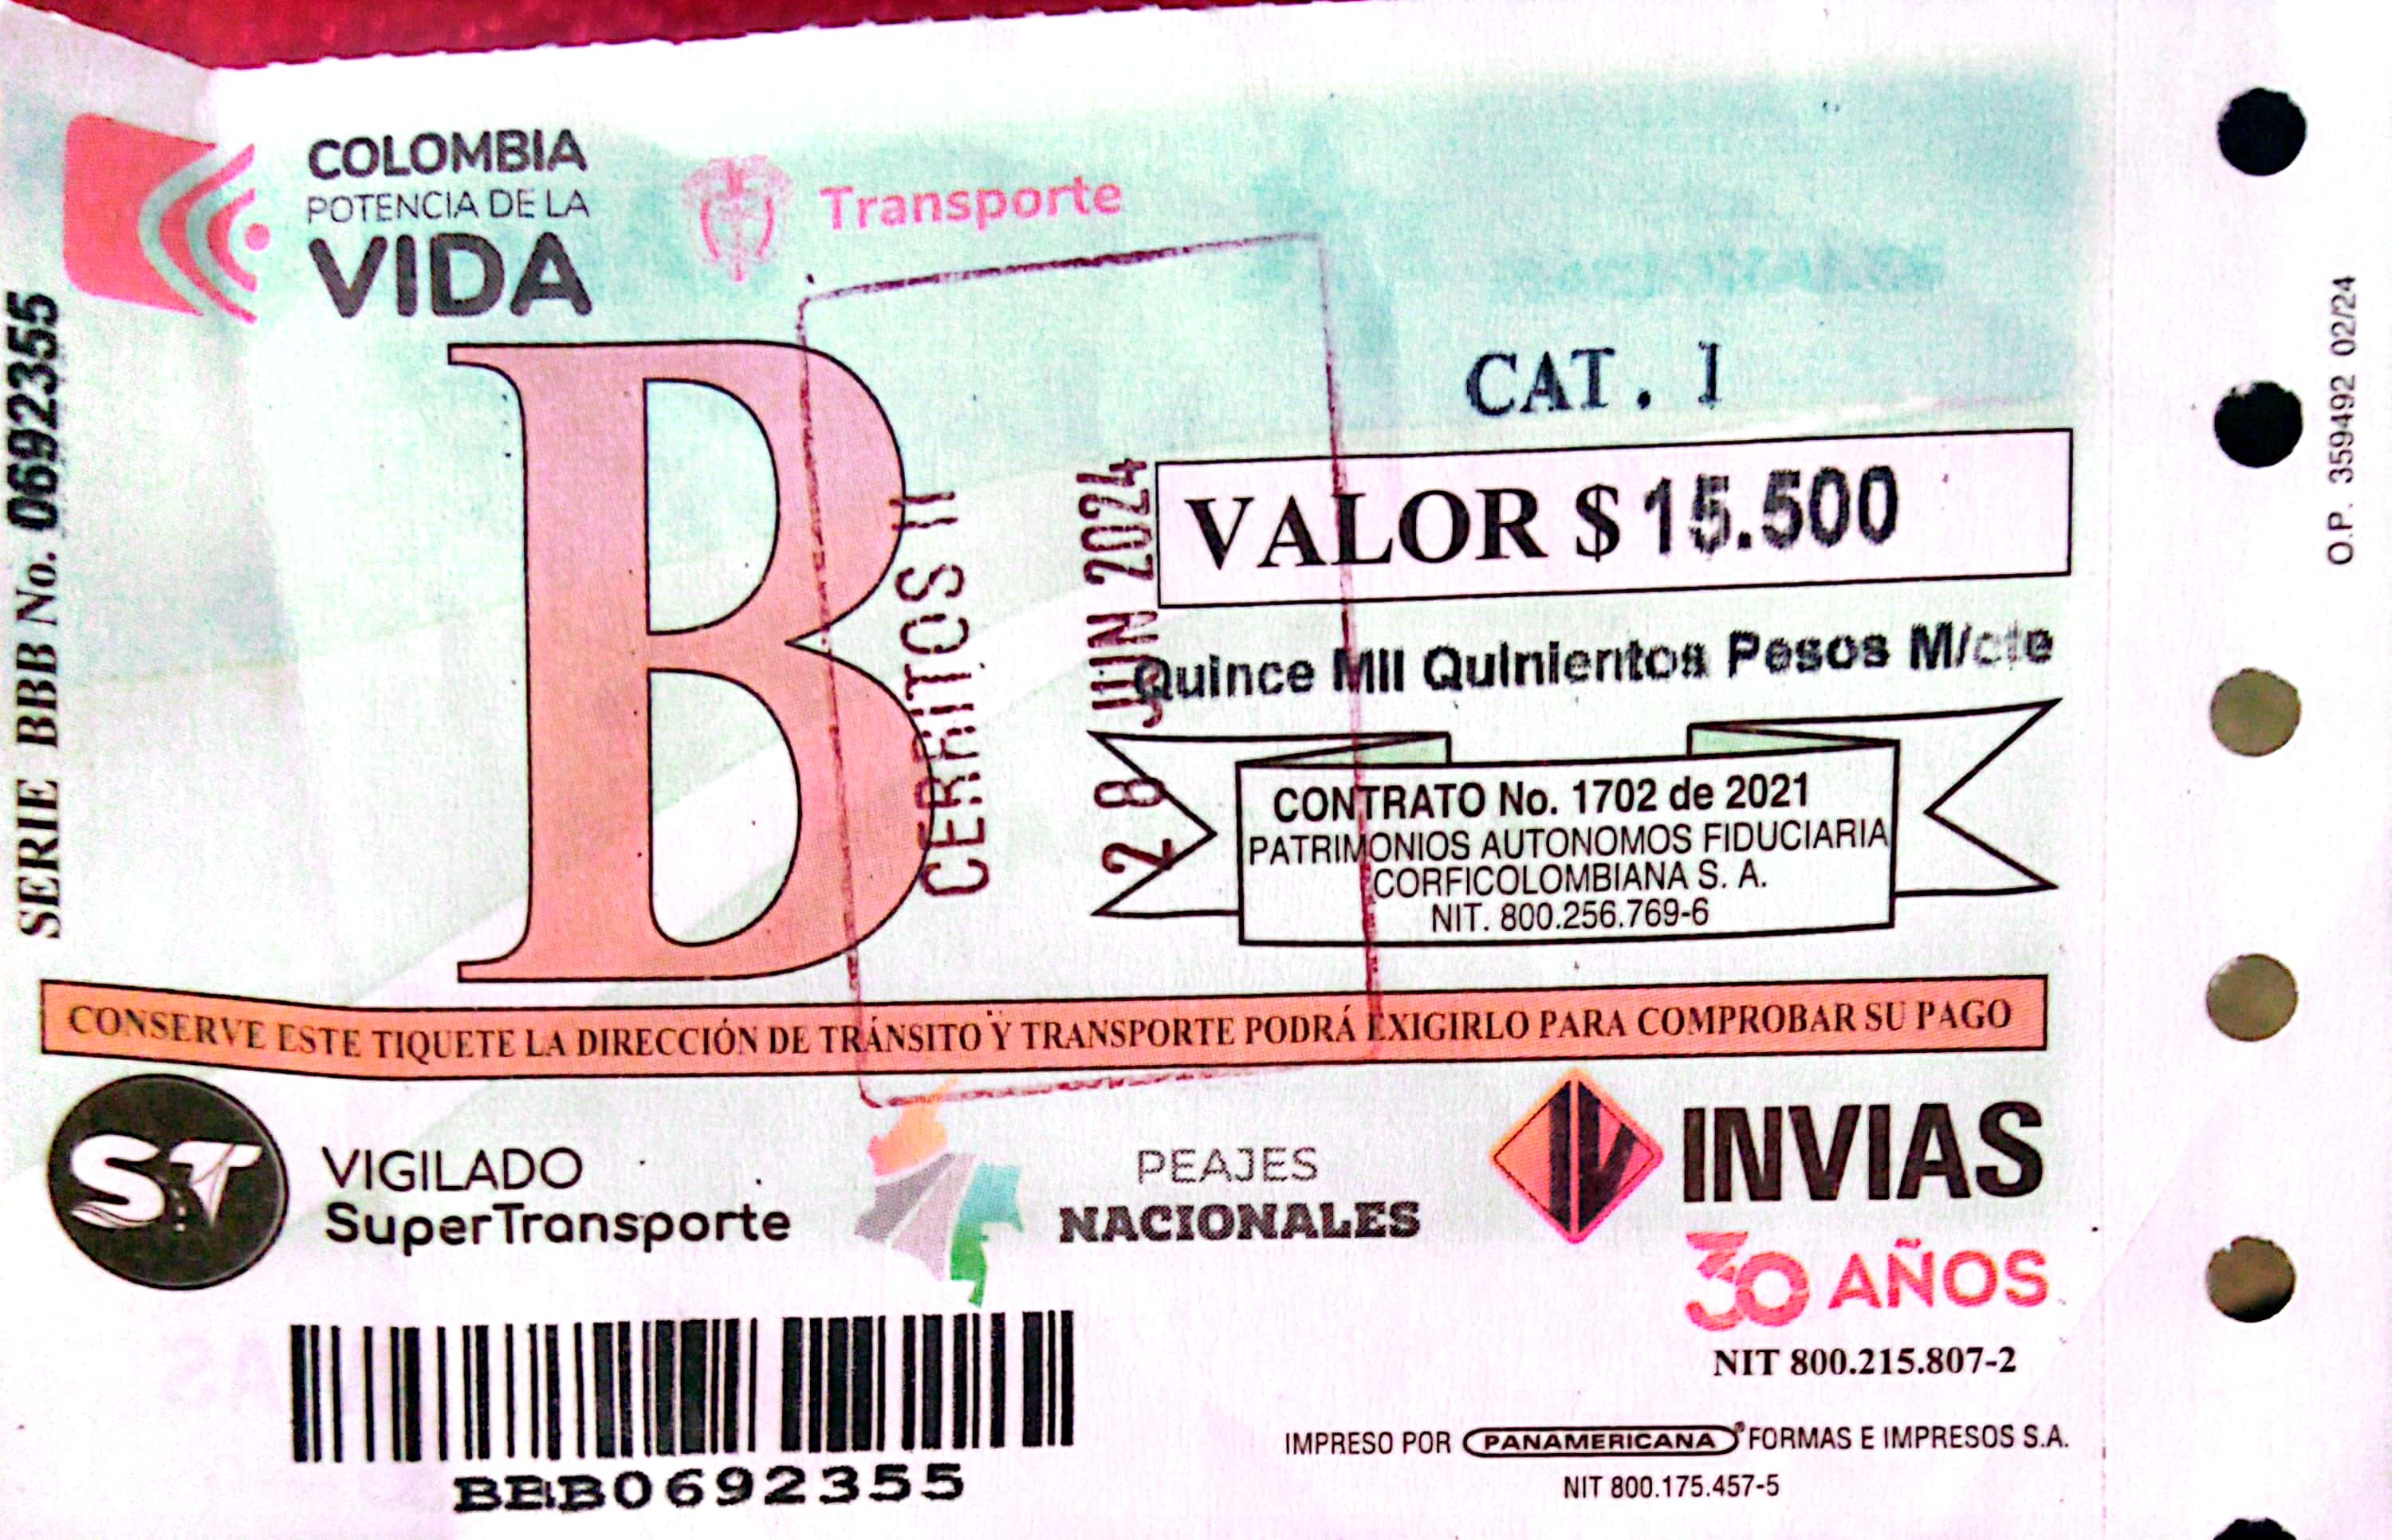 COLOMBIA
POTENCIA DE LA
VIDA
Transporte
SERIE BBB No. 0692355
B
CERRITOS II
28 JUN 2024
CAT. I
VALOR $ 15.500
Quince Mil Quinientos Pesos M/cte
CONTRATO No. 1702 de 2021
PATRIMONIOS AUTONOMOS FIDUCIARIA
CORFICOLOMBIANA S. A.
NIT. 800.256.769-6
O.P. 359492 02/24
CONSERVE ESTE TIQUETE LA DIRECCIÓN DE TRÁNSITO Y TRANSPORTE PODRÁ EXIGIRLO PARA COMPROBAR SU PAGO
ST
VIGILADO
SuperTransporte
PEAJES
NACIONALES
INVIAS
30 AÑOS
NIT 800.215.807-2
BBB0692355
IMPRESO POR PANAMERICANA FORMAS E IMPRESOS S.A.
NIT 800.175.457-5